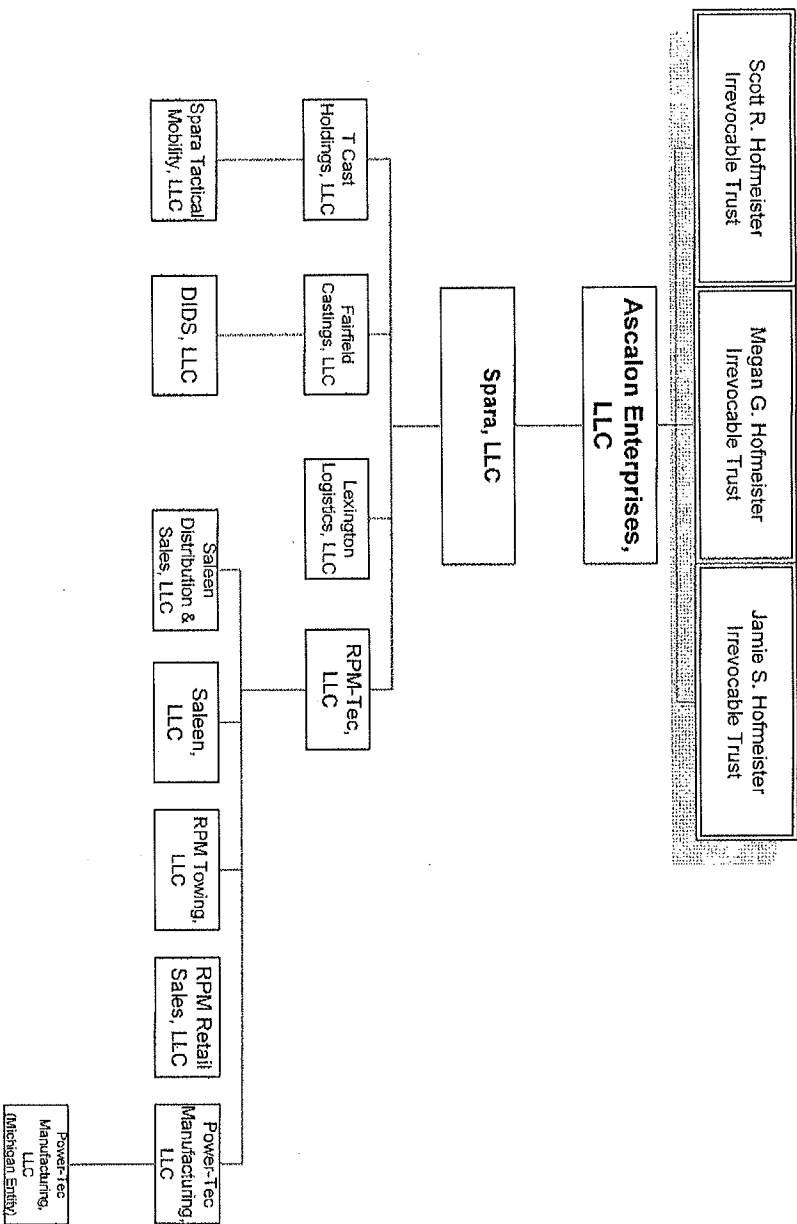 Scott R. Hofmeister
Irrevocable Trust
Megan G. Hofmeister
Irrevocable Trust
Jamie S. Hofmeister
Irrevocable Trust
Ascalon Enterprises,
LLC
Spara, LLC
T Cast
Holdings, LLC
Fairfield
Castings, LLC
Lexington
Logistics, LLC
RPM-Tec,
LLC
Spara Tactical
Mobility, LLC
DIDS, LLC
Saleen
Distribution &
Sales, LLC
Saleen,
LLC
RPM Towing,
LLC
RPM Retail
Sales, LLC
Power-Tec
Manufacturing,
LLC
Power-Tec
Manufacturing,
LLC
(Michigan Entity)